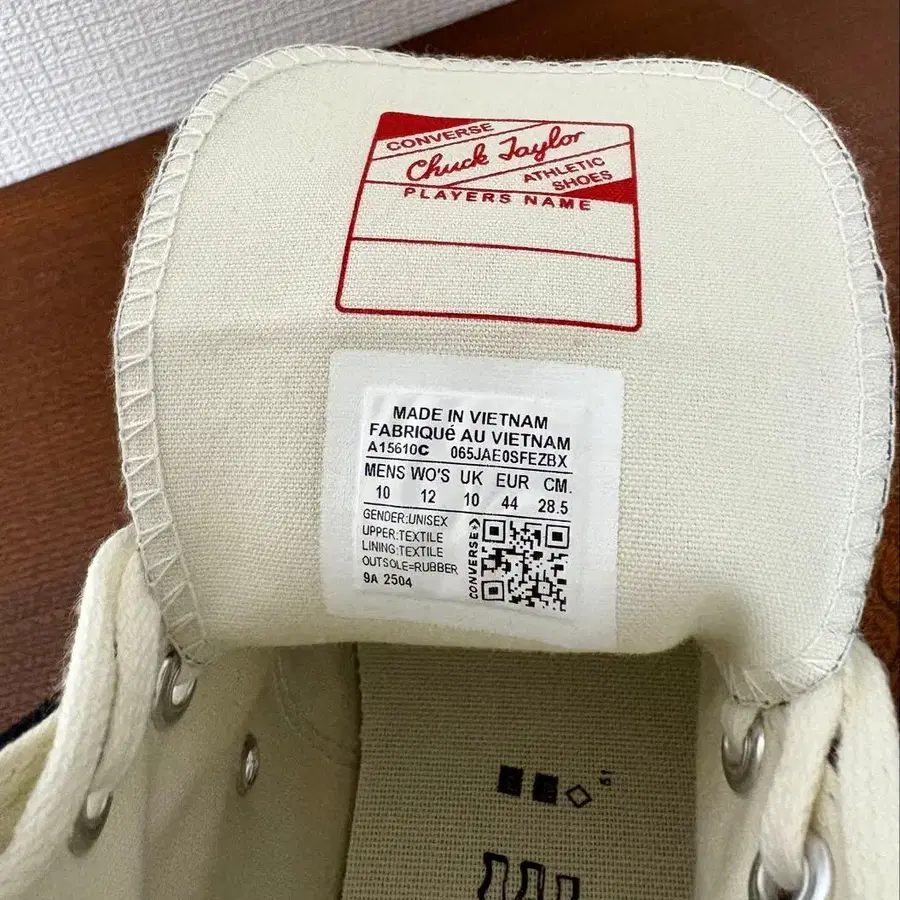 CONVERSE
Chuck Taylor
ATHLETIC
SHOES
PLAYERS NAME
MADE IN VIETNAM
FABRIQUé AU VIETNAM
A15610C 065JAE0SFEZBX
MENS WO'S UK EUR CM.
10 12 10 44 28.5
GENDER:UNISEX
UPPER:TEXTILE
LINING:TEXTILE
OUTSOLE=RUBBER
9A 2504
CONVERSE